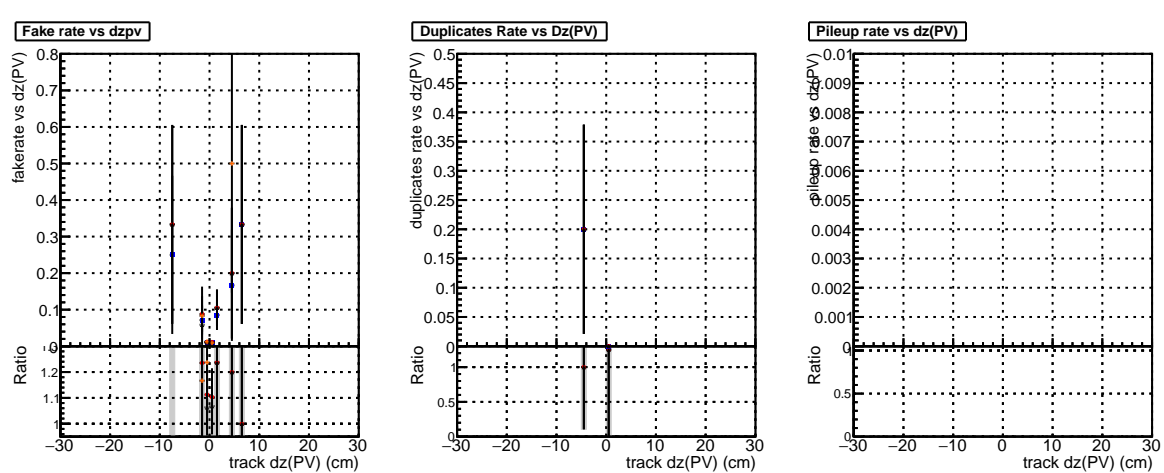 Fake rate vs dzpv
fakerate vs dz(PV)
0.8
0.7
0.6
0.5
0.4
0.3
0.2
0.1
0
Ratio
1.2
1.1
1
−30 −20 −10 0 10 20 30
track dz(PV) (cm)
Duplicates Rate vs Dz(PV)
duplicates rate vs dz(PV)
0.5
0.45
0.4
0.35
0.3
0.25
0.2
0.15
0.1
0.05
0
Ratio
1
0.5
0
−30 −20 −10 0 10 20 30
track dz(PV) (cm)
Pileup rate vs dz(PV)
pileup rate vs dz(PV)
0.01
0.009
0.008
0.007
0.006
0.005
0.004
0.003
0.002
0.001
0
Ratio
1
0.5
0
−30 −20 −10 0 10 20 30
track dz(PV) (cm)